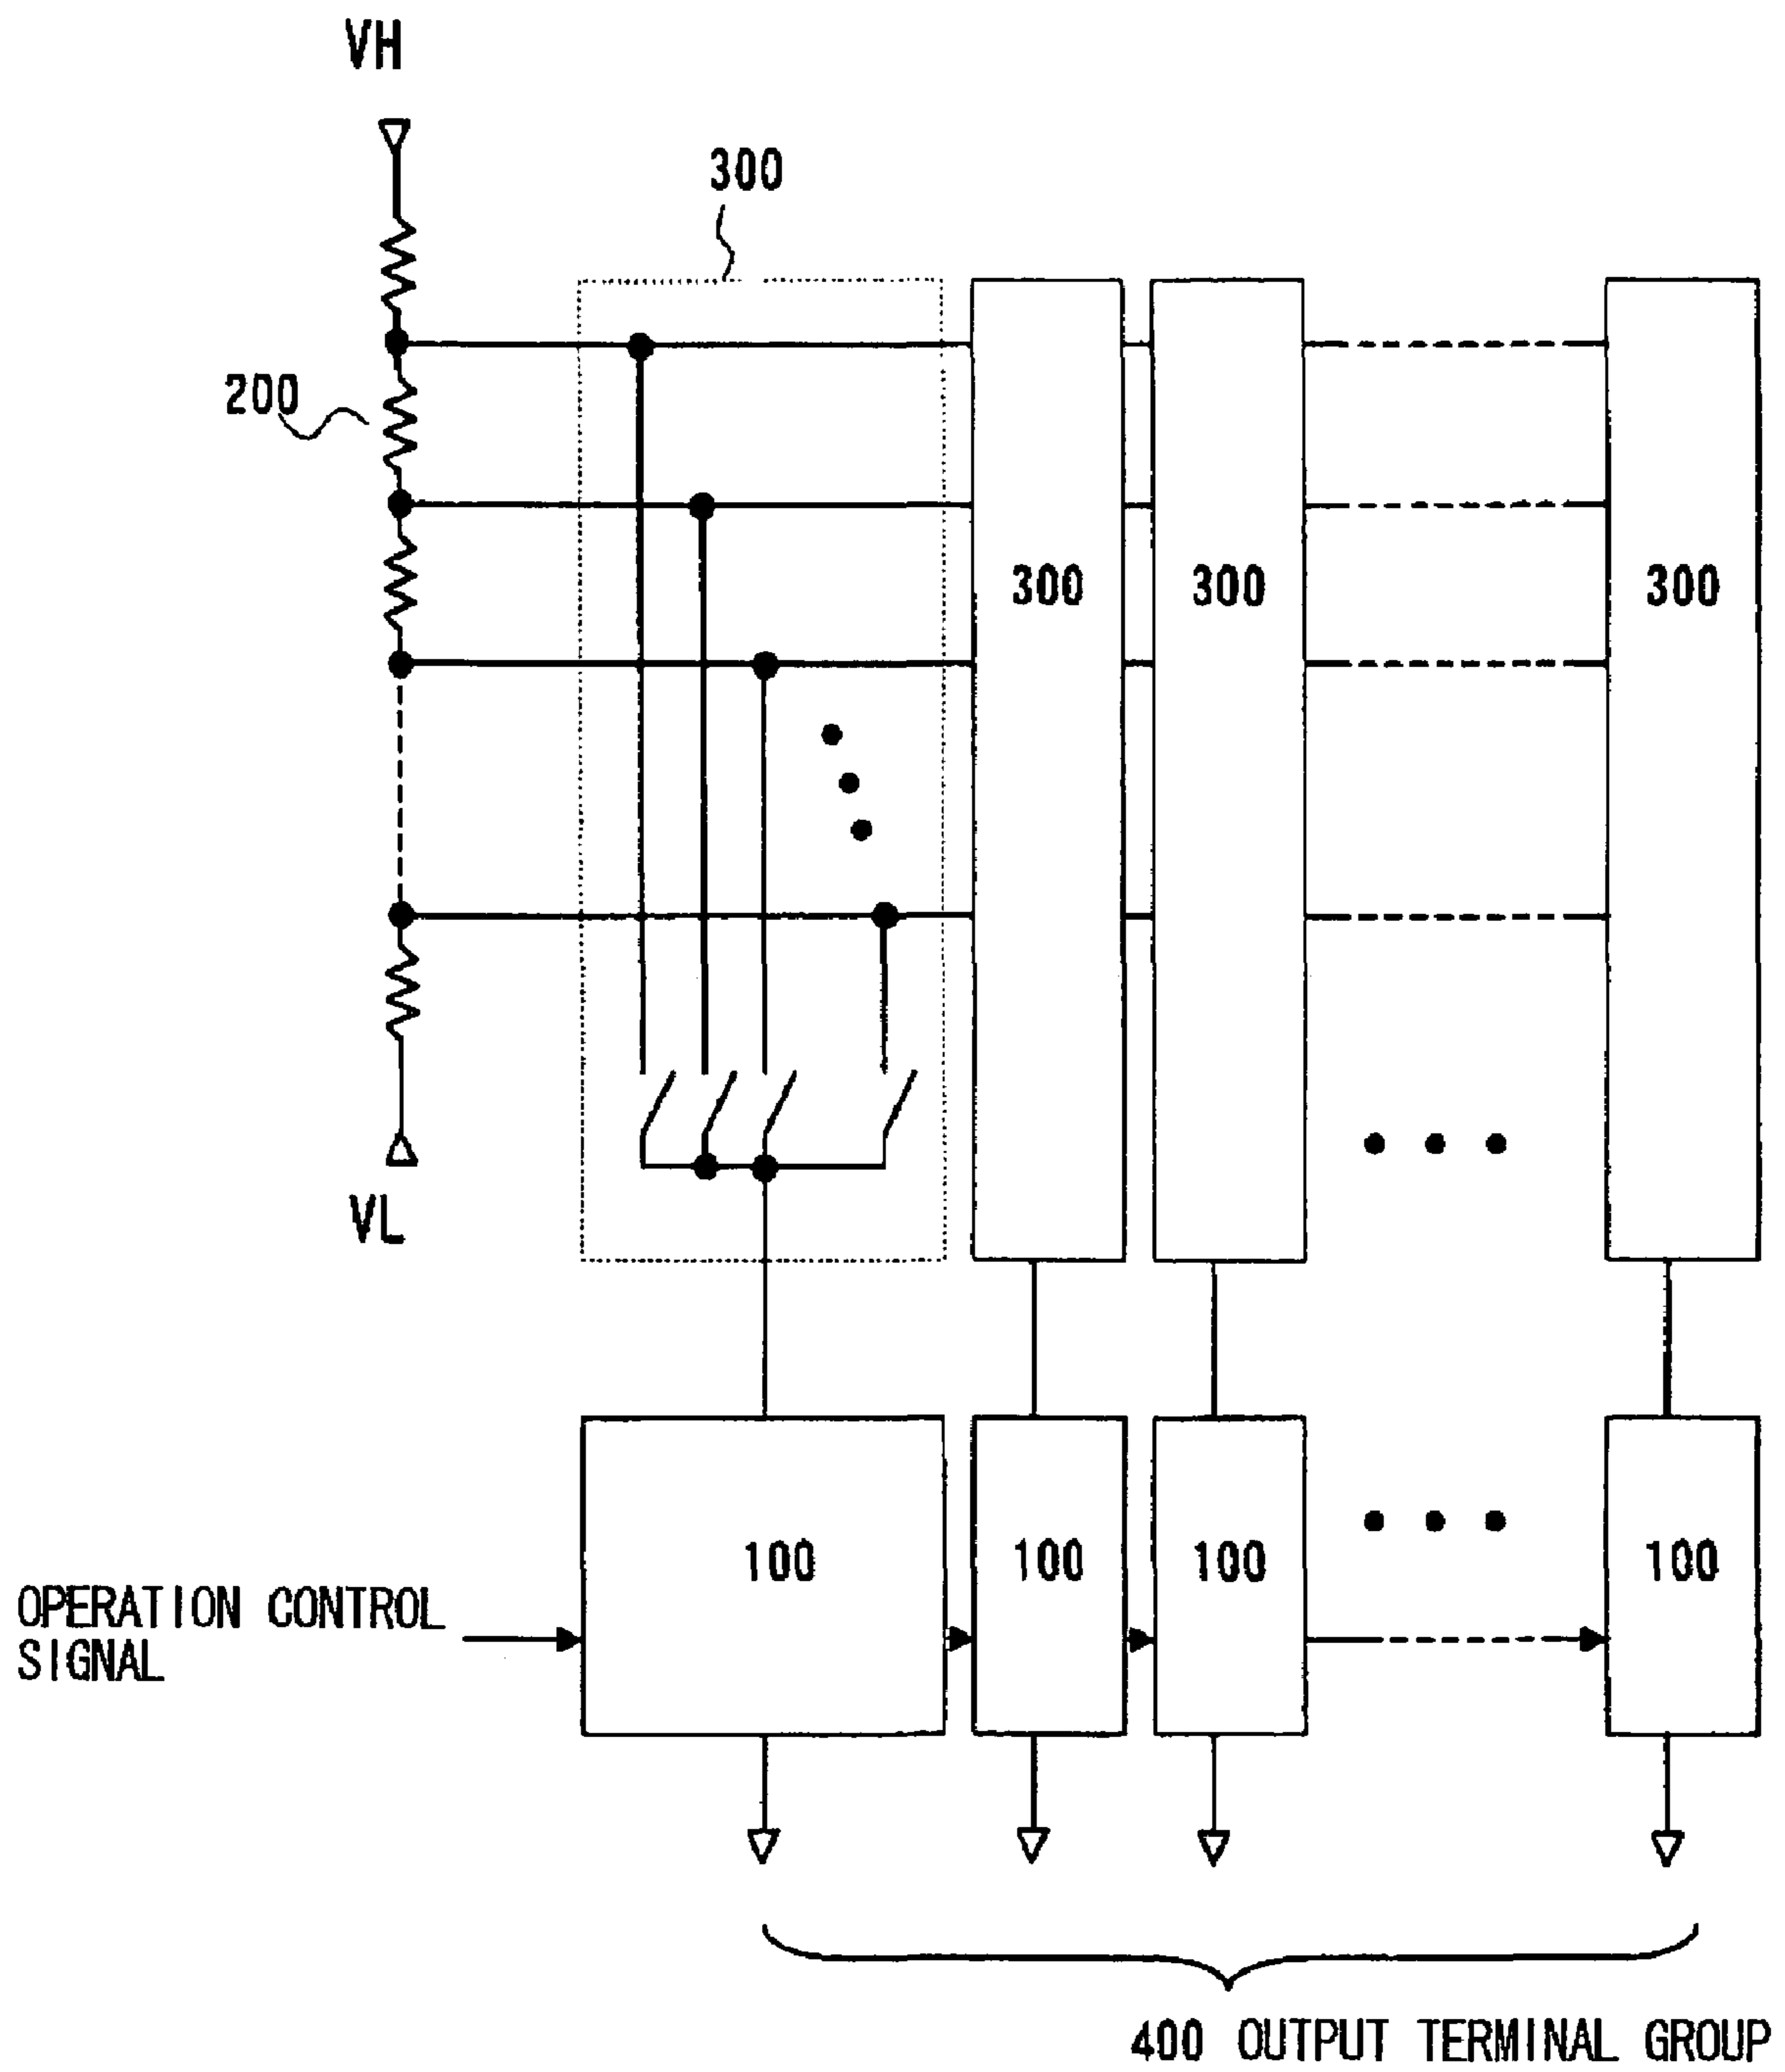 VH
300
200
300
300
300
VL
100
100
100
100
OPERATION CONTROL
SIGNAL
400 OUTPUT TERMINAL GROUP